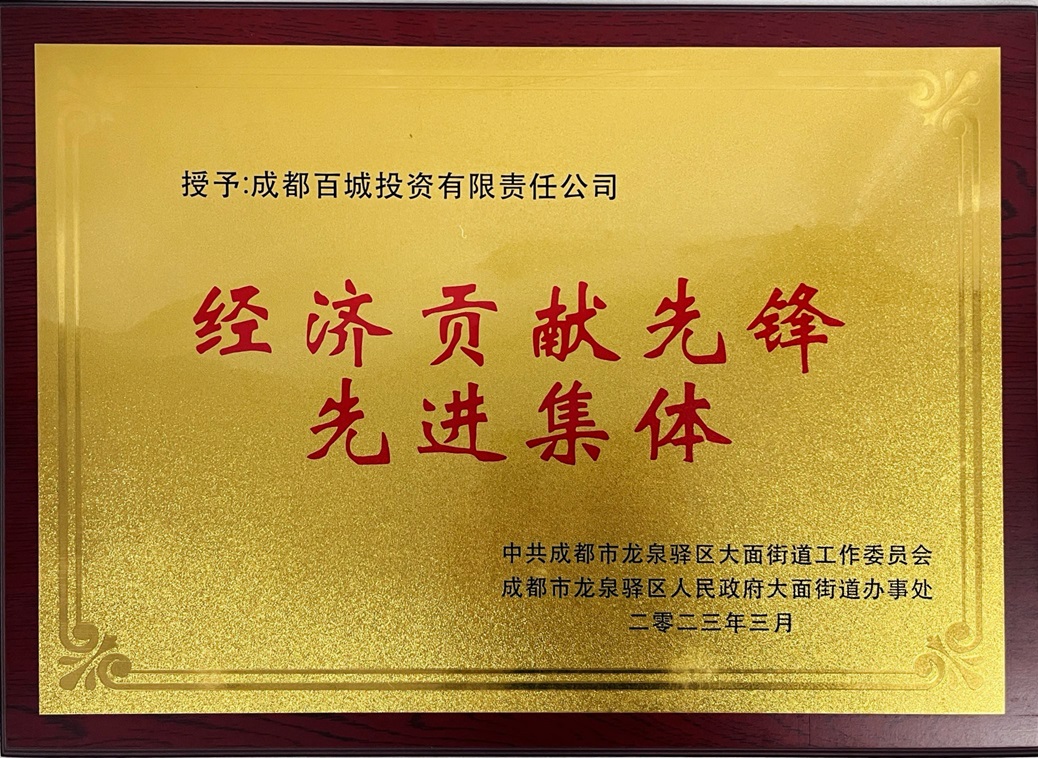 授予:成都百城投资有限责任公司
经济贡献先锋
先进集体
中共成都市龙泉驿区大面街道工作委员会
成都市龙泉驿区人民政府大面街道办事处
二零二三年三月